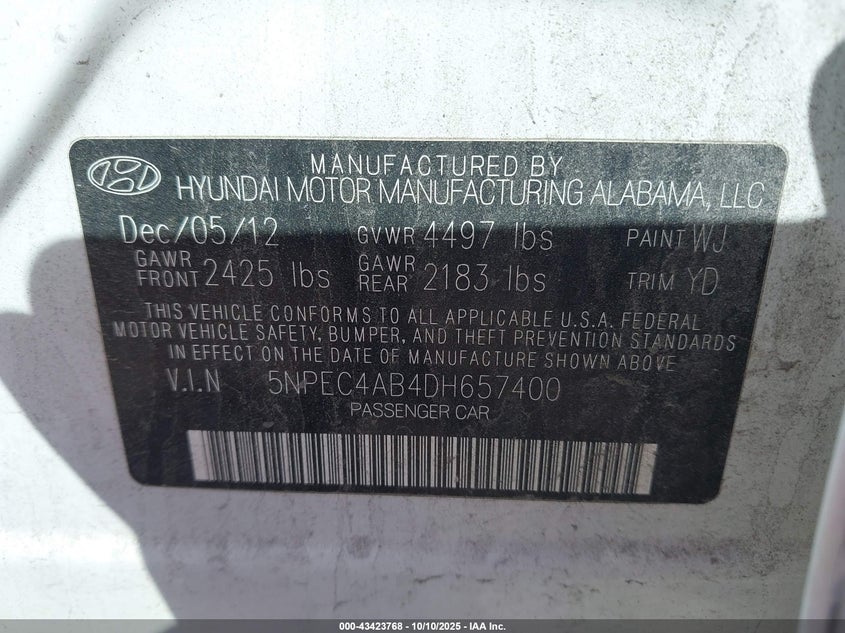 MANUFACTURED BY
HYUNDAI MOTOR MANUFACTURING ALABAMA, LLC
Dec/05/12 GVWR 4497 lbs PAINT WJ
GAWR FRONT 2425 lbs GAWR REAR 2183 lbs TRIM YD
THIS VEHICLE CONFORMS TO ALL APPLICABLE U.S.A. FEDERAL
MOTOR VEHICLE SAFETY, BUMPER, AND THEFT PREVENTION STANDARDS
IN EFFECT ON THE DATE OF MANUFACTURE SHOWN ABOVE
V.I.N 5NPEC4AB4DH657400
PASSENGER CAR
000-43423768 - 10/10/2025 - IAA Inc.